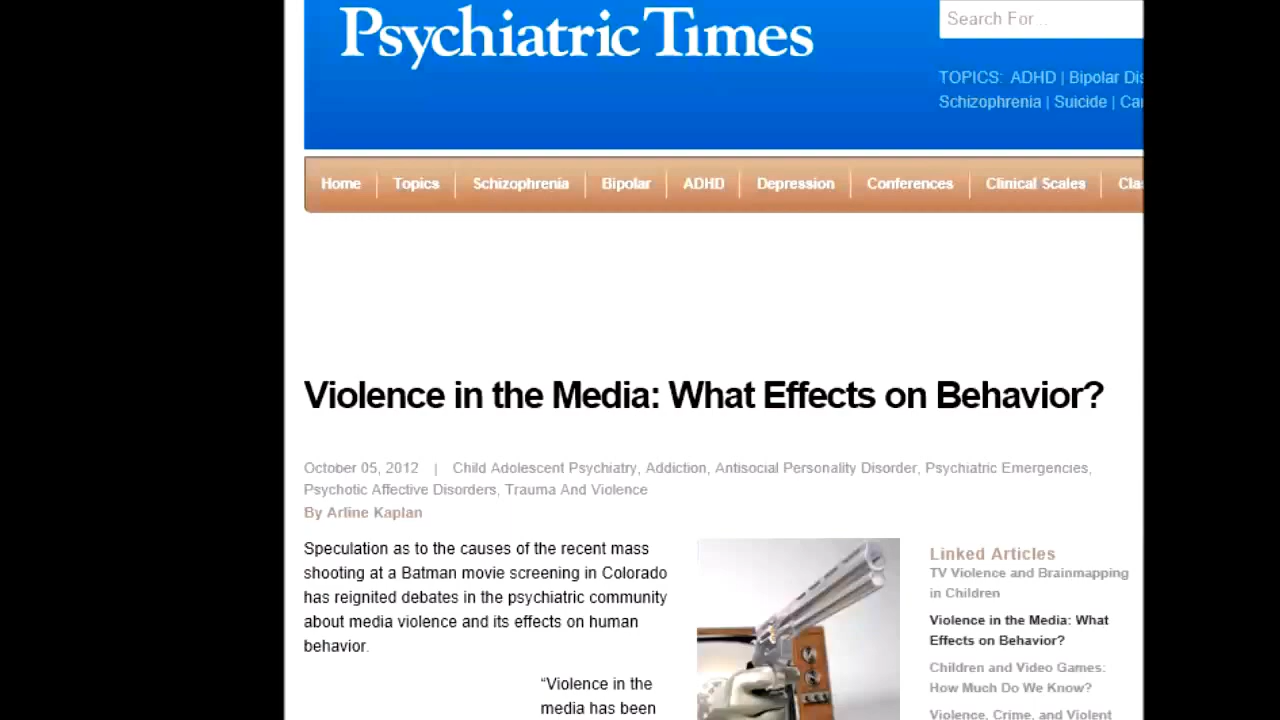 Psychiatric Times
Search For ..
TOPICS: ADHD | Bipolar
Schizophrenia | Suicide |
Home
Topics
Schizophrenia
Bipolar
ADHD
Depression
Conferences
Clinical Scales
Violence in the Media: What Effects on Behavior?
October 05, 2012 | Child Adolescent Psychiatry, Addiction, Antisocial Personality Disorder, Psychiatric Emergencies,
Psychotic Affective Disorders, Trauma And Violence
By Arline Kaplan
Speculation as to the causes of the recent mass
shooting at a Batman movie screening in Colorado
has reignited debates in the psychiatric community
about media violence and its effects on human
behavior.
“Violence in the
media has been
Linked Articles
TV Violence and Brainmapping
in Children
Violence in the Media: What
Effects on Behavior?
Children and Video Games:
How Much Do We Know?
Violence, Crime, and Violent